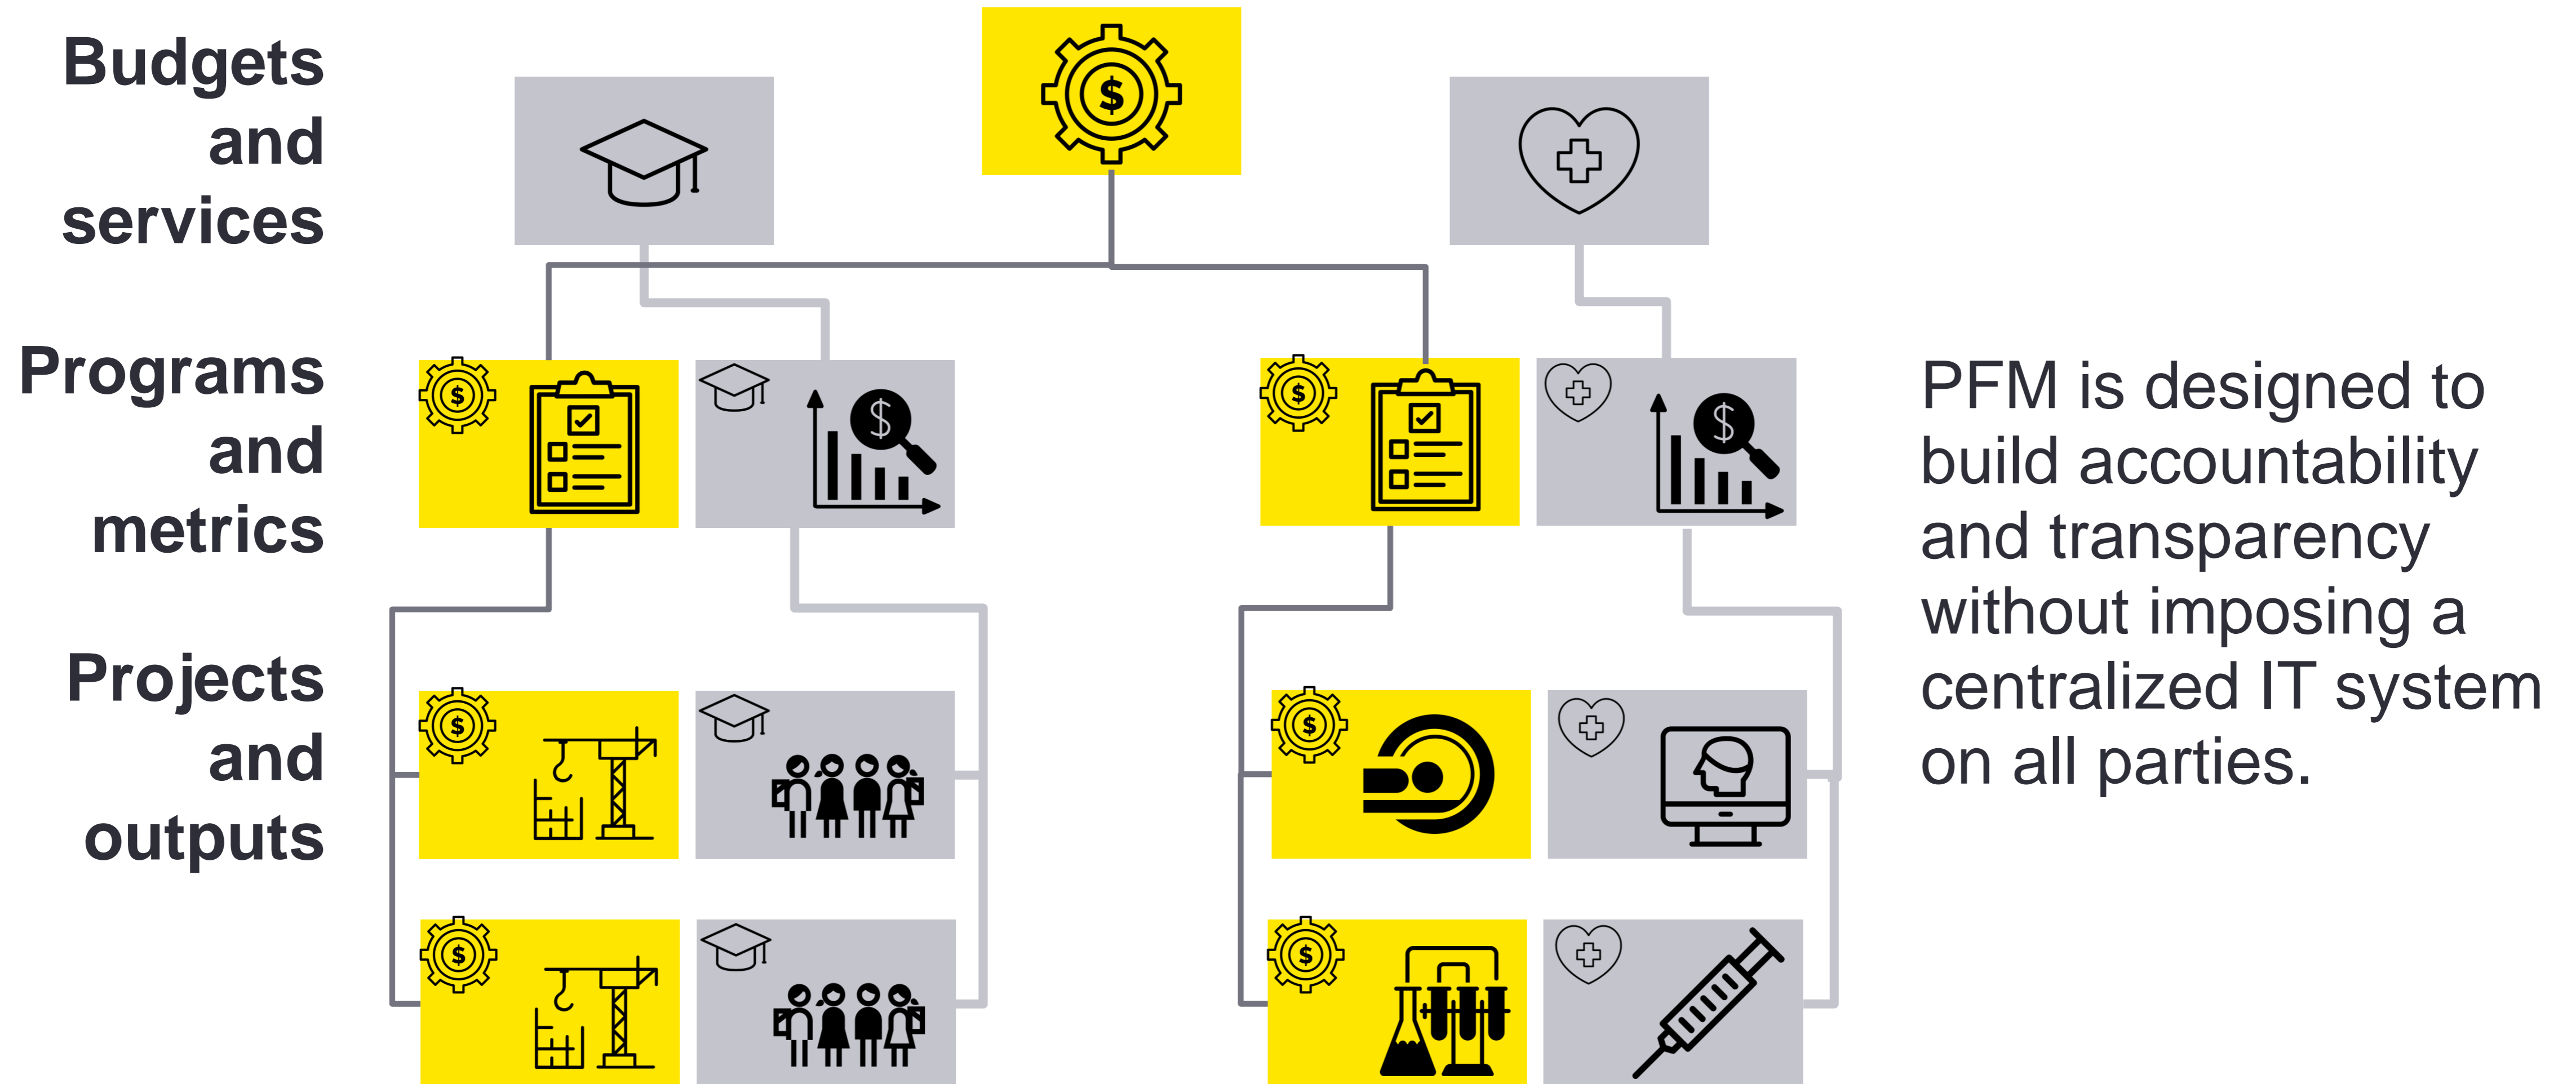 Budgets
and
services
Programs
and
metrics
Projects
and
outputs
$
$
$
$
$
$
$
$
$
PFM is designed to
build accountability
and transparency
without imposing a
centralized IT system
on all parties.